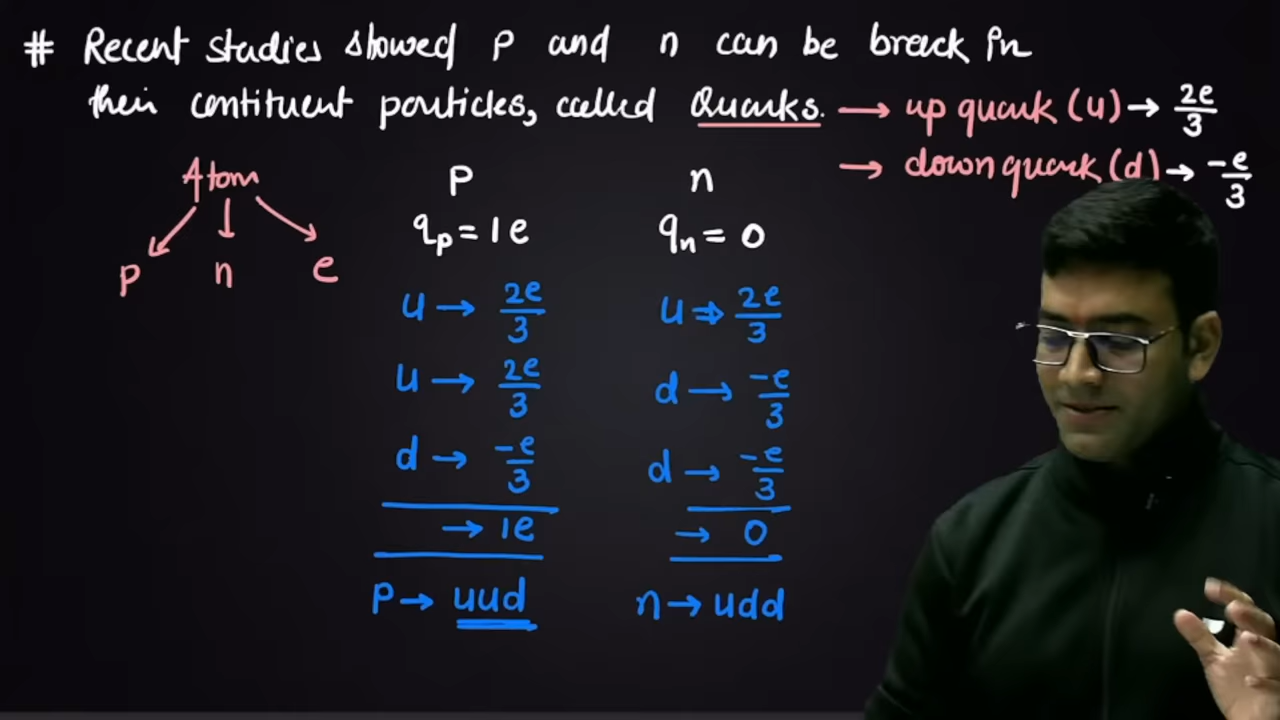 # Recent studies showed p and n can be break in
their contituent particles, called Quarks. → up quark (u) → 2e/3
→ down quark (d) → -e/3
Atom
p n e
p n
qp = 1e qn = 0
u → 2e/3 u ⇒ 2e/3
u → 2e/3 d → -e/3
d → -e/3 d → -e/3
→ 1e → 0
p → uud n → udd